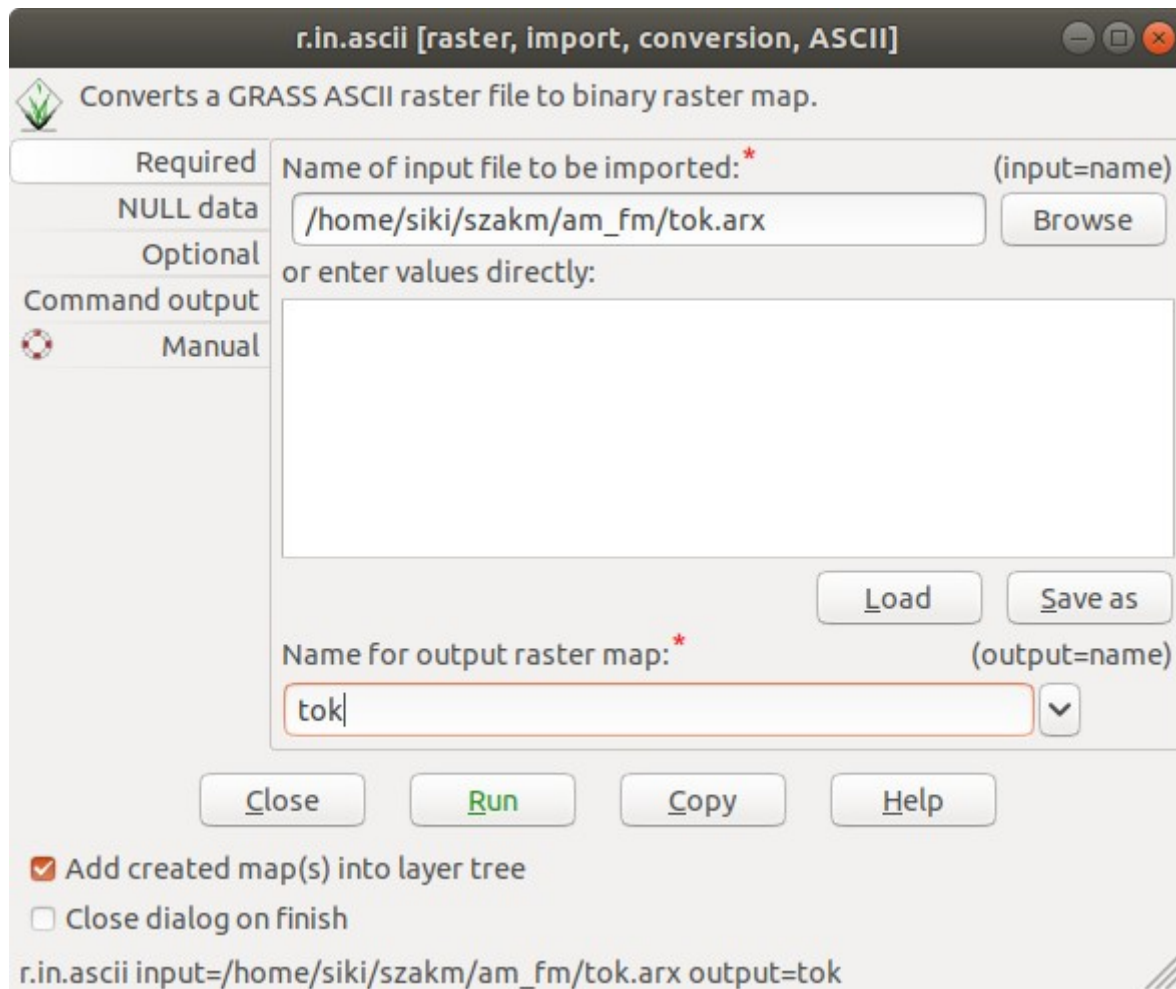 r.in.ascii [raster, import, conversion, ASCII]
Converts a GRASS ASCII raster file to binary raster map.
Required
NULL data
Optional
Command output
Manual
Name of input file to be imported:* (input=name)
/home/siki/szakm/am_fm/tok.arx Browse
or enter values directly:
Load Save as
Name for output raster map:* (output=name)
tok
Close Run Copy Help
Add created map(s) into layer tree
Close dialog on finish
r.in.ascii input=/home/siki/szakm/am_fm/tok.arx output=tok